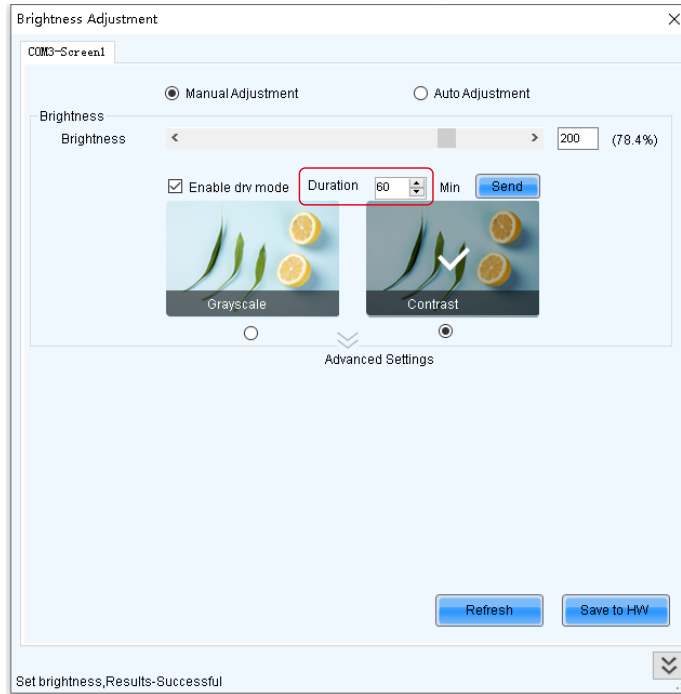 Brightness Adjustment
COM3-Screen1
Manual Adjustment Auto Adjustment
Brightness
Brightness 200 (78.4%)
Enable drv mode Duration 60 Min Send
Grayscale Contrast
Advanced Settings
Refresh Save to HW
Set brightness,Results-Successful